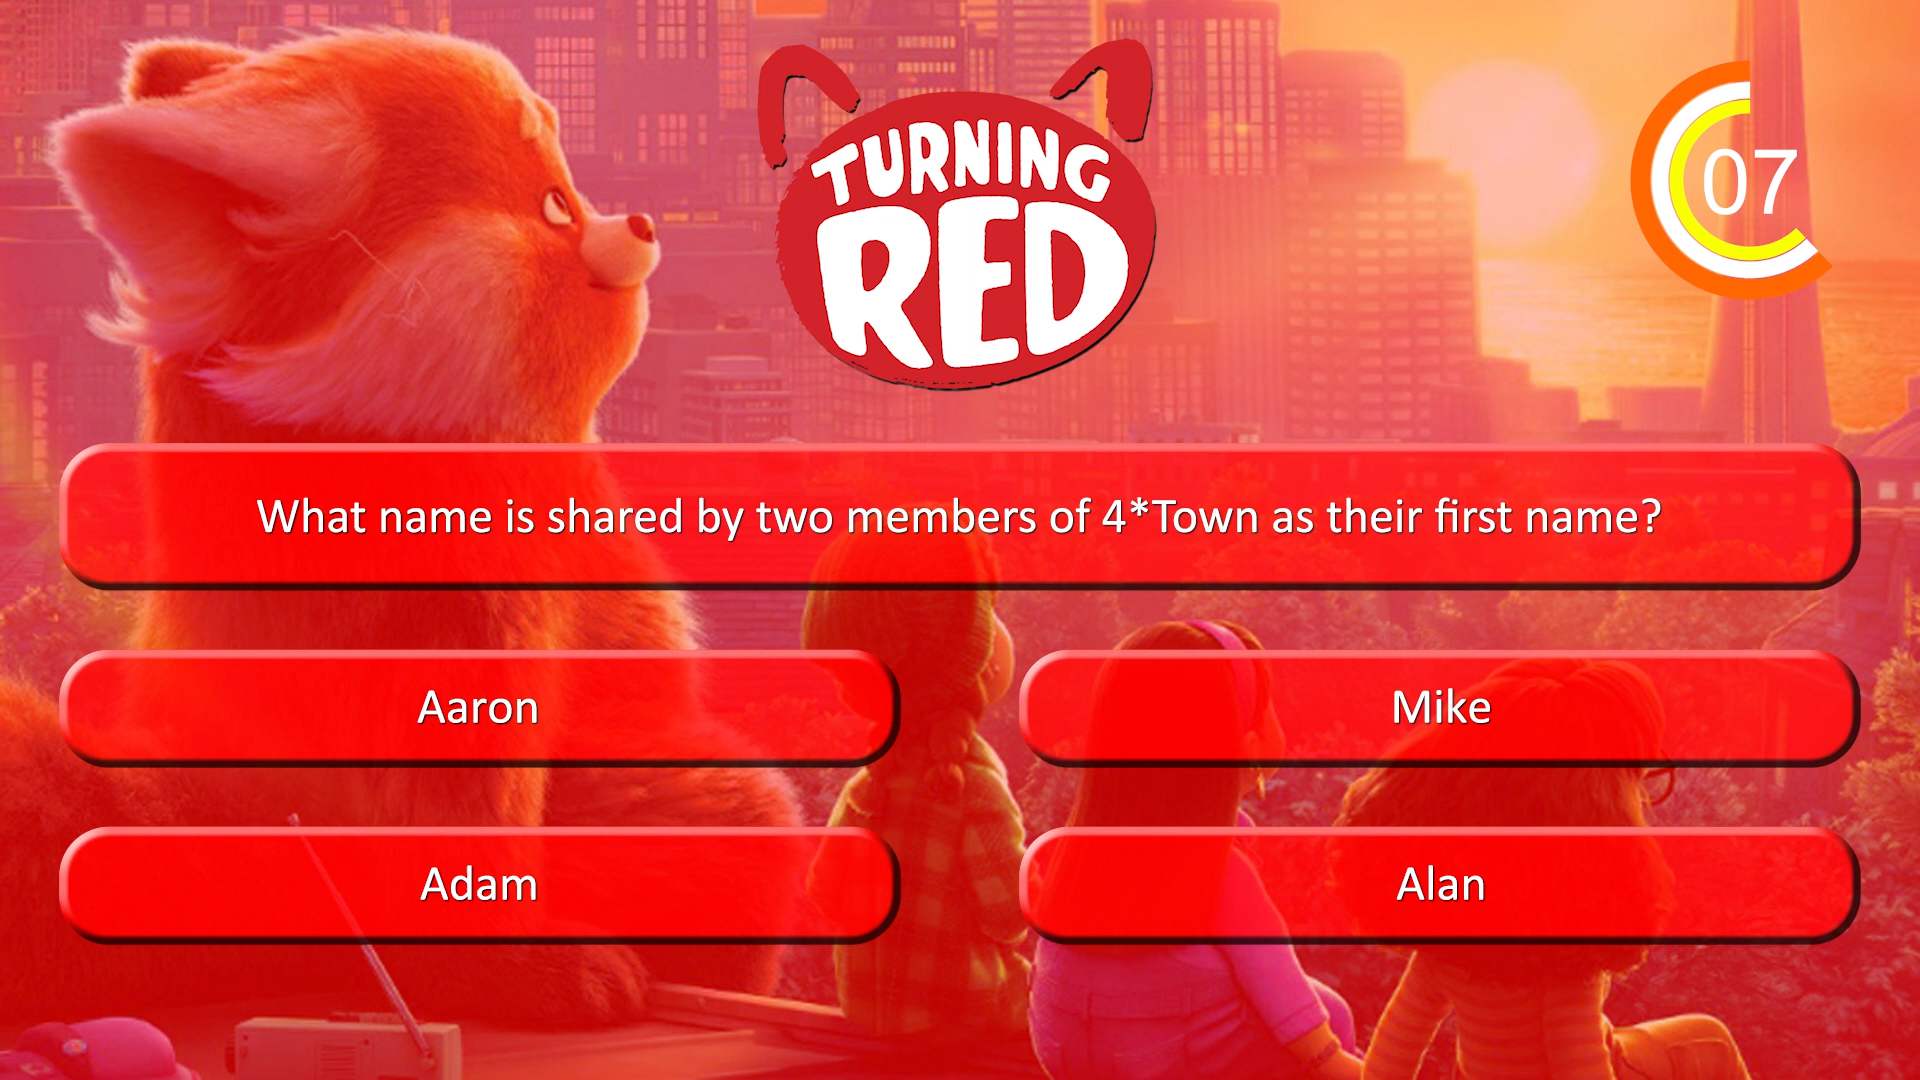 TURNING
RED
07
What name is shared by two members of 4*Town as their first name?
Aaron
Mike
Adam
Alan